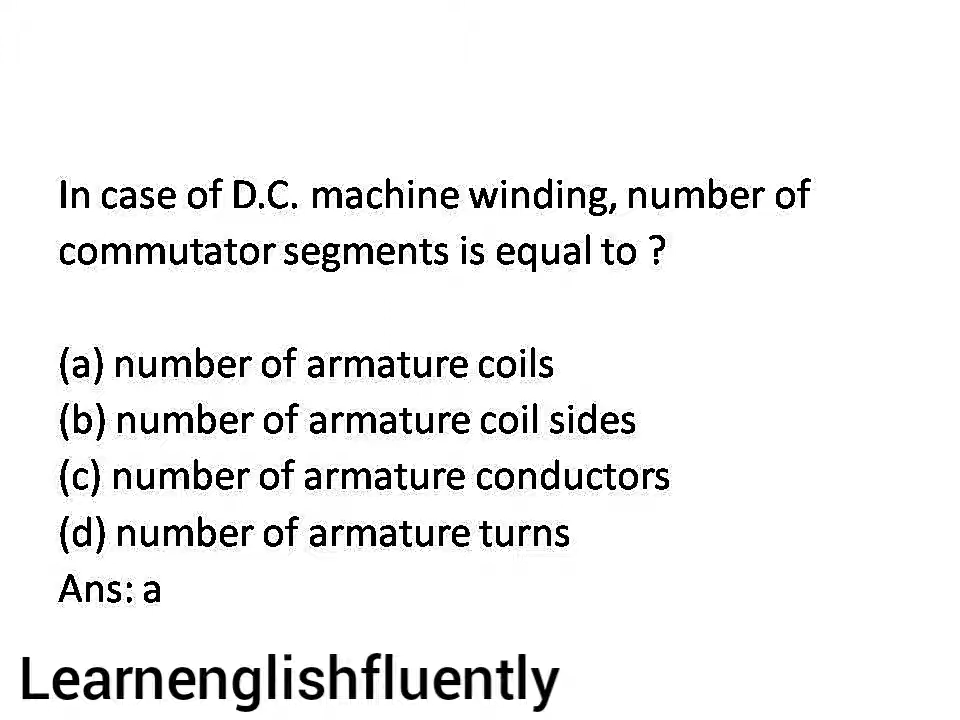 In case of D.C. machine winding, number of
commutator segments is equal to ?
(a) number of armature coils
(b) number of armature coil sides
(c) number of armature conductors
(d) number of armature turns
Ans: a
Learnenglishfluently